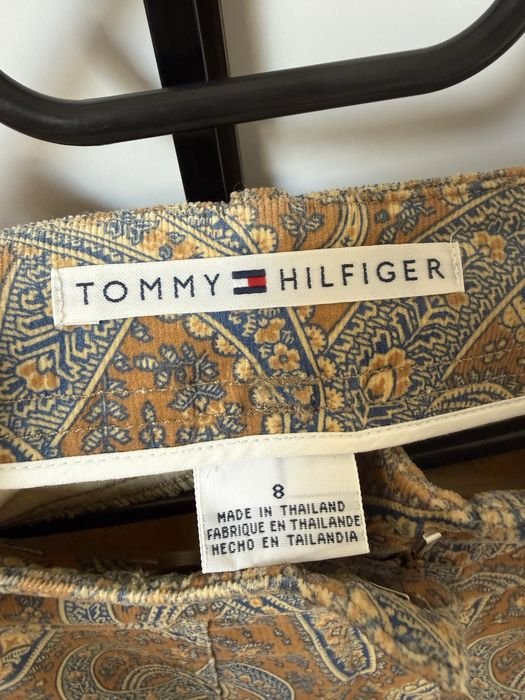 TOMMY HILFIGER
8
MADE IN THAILAND
FABRIQUE EN THAILANDE
HECHO EN TAILANDIA